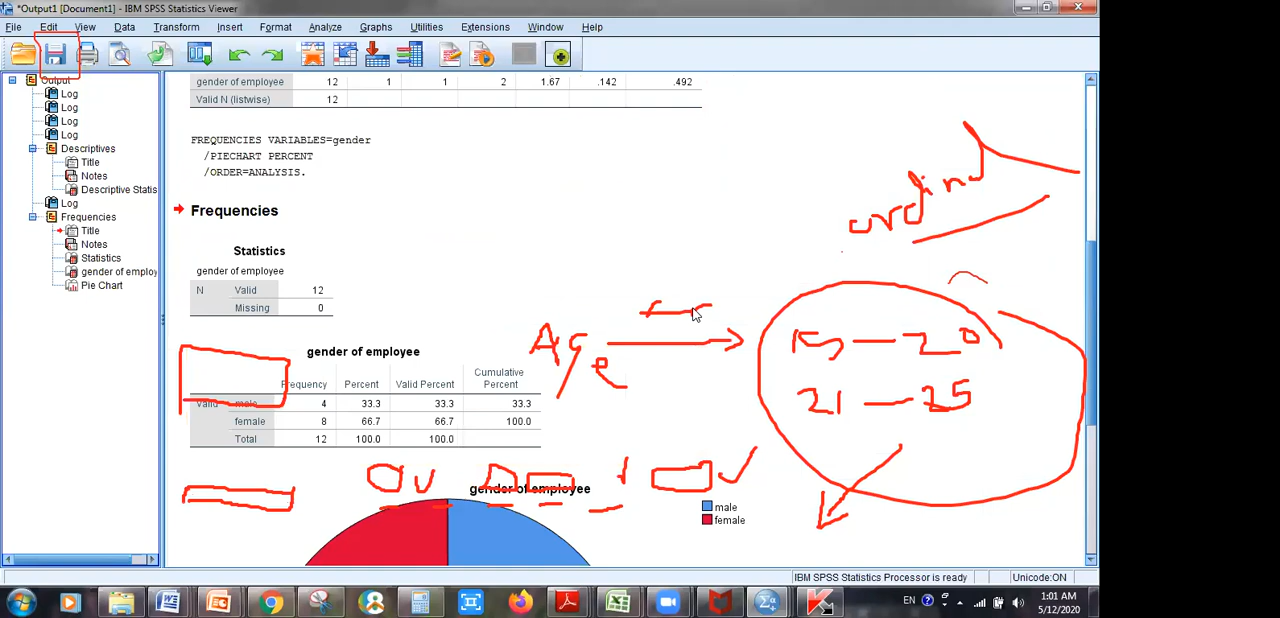 *Output1 [Document1] - IBM SPSS Statistics Viewer
File Edit View Data Transform Insert Format Analyze Graphs Utilities Extensions Window Help
Output
Log
Log
Log
Log
Descriptives
Title
Notes
Descriptive Statis
Log
Frequencies
Title
Notes
Statistics
gender of employ
Pie Chart
gender of employee 12 1 1 2 1.67 .142 .492
Valid N (listwise) 12
FREQUENCIES VARIABLES=gender
/PIECHART PERCENT
/ORDER=ANALYSIS.
Frequencies
Statistics
gender of employee
N Valid 12
Missing 0
gender of employee
Frequency Percent Valid Percent Cumulative Percent
Valid male 4 33.3 33.3 33.3
female 8 66.7 66.7 100.0
Total 12 100.0 100.0
gender of employee
male
female
Age
15 — 20
21 — 25
IBM SPSS Statistics Processor is ready Unicode:ON
EN 1:01 AM
5/12/2020